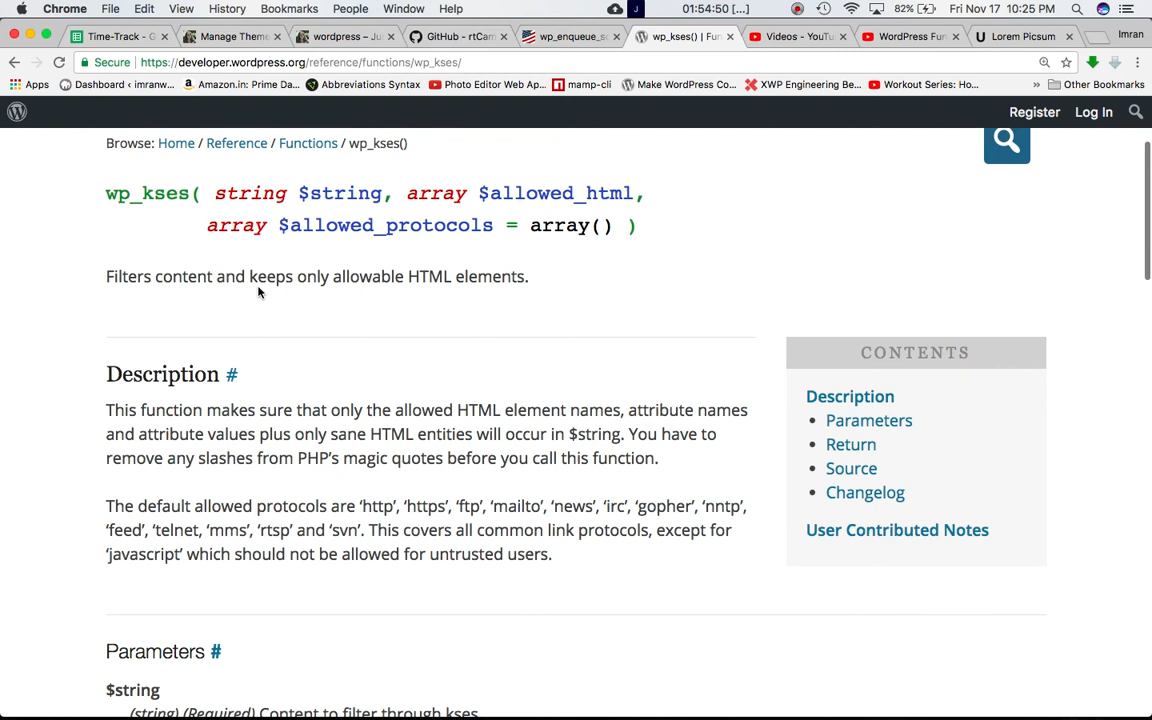 Chrome File Edit View History Bookmarks People Window Help J 01:54:50 [...] 82% Fri Nov 17 10:25 PM
Time-Track - G Manage Theme wordpress – Ju GitHub - rtCam wp_enqueue_sc wp_kses() | Fun Videos - YouTu WordPress Fun Lorem Picsum Imran
Secure https://developer.wordpress.org/reference/functions/wp_kses/
Apps Dashboard ‹ imranw... Amazon.in: Prime Da... Abbreviations Syntax Photo Editor Web Ap... mamp-cli Make WordPress Co... XWP Engineering Be... Workout Series: Ho... » Other Bookmarks
Register Log In
Browse: Home / Reference / Functions / wp_kses()
wp_kses( string $string, array $allowed_html,
array $allowed_protocols = array() )
Filters content and keeps only allowable HTML elements.
CONTENTS
Description #
Description
This function makes sure that only the allowed HTML element names, attribute names
and attribute values plus only sane HTML entities will occur in $string. You have to
remove any slashes from PHP’s magic quotes before you call this function.
• Parameters
• Return
• Source
• Changelog
The default allowed protocols are ‘http’, ‘https’, ‘ftp’, ‘mailto’, ‘news’, ‘irc’, ‘gopher’, ‘nntp’,
‘feed’, ‘telnet, ‘mms’, ‘rtsp’ and ‘svn’. This covers all common link protocols, except for
‘javascript’ which should not be allowed for untrusted users.
User Contributed Notes
Parameters #
$string
(string) (Required) Content to filter through kses